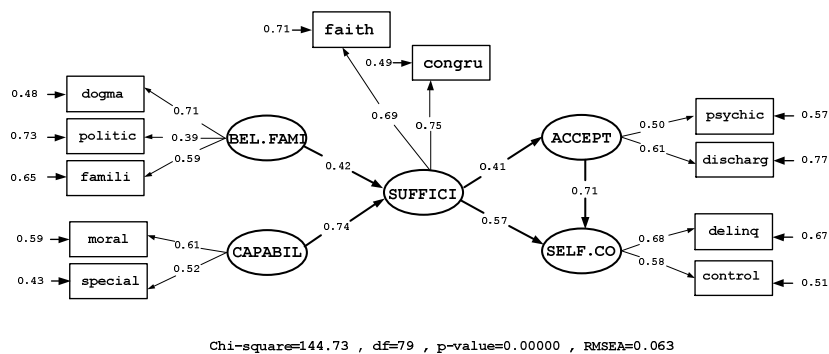 0.71 faith
0.49 congru
0.48 dogma
0.73 politic
0.65 famili
0.59 moral
0.43 special
0.71
0.39
0.59
0.61
0.52
BEL.FAMI
CAPABIL
0.42
0.74
0.69
0.75
SUFFICI
0.41
0.57
ACCEPT
0.71
SELF.CO
0.50
0.61
0.68
0.58
psychic 0.57
discharg 0.77
delinq 0.67
control 0.51
Chi-square=144.73 , df=79 , p-value=0.00000 , RMSEA=0.063